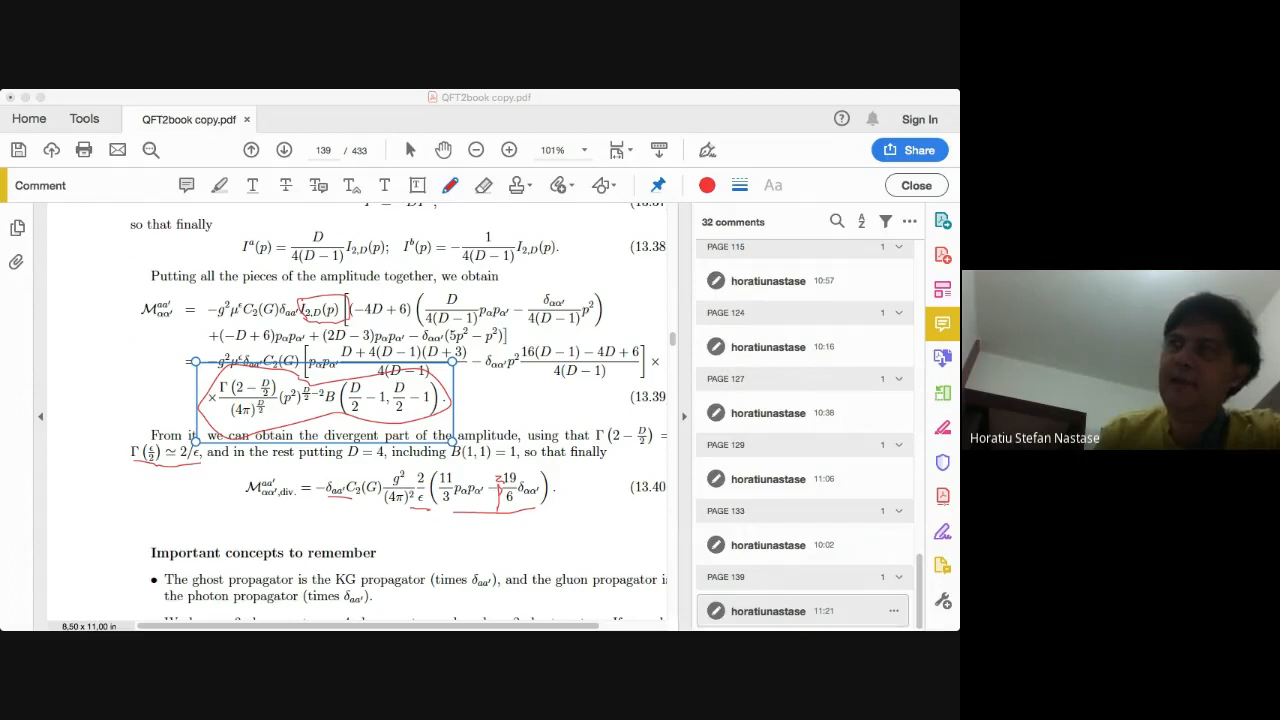 QFT2book copy.pdf
Home Tools QFT2book copy.pdf × Sign In
139 / 433 101% Share
Comment Aa Close
so that finally
I^a(p) = D/4(D−1) I_{2,D}(p); I^b(p) = −1/4(D−1) I_{2,D}(p). (13.38
Putting all the pieces of the amplitude together, we obtain
M^{aa′}_{αα′} = −g²μ^ε C₂(G)δ_{aa′} I_{2,D}(p) [(−4D + 6) (D/4(D−1) p_α p_{α′} − δ_{αα′}/4(D−1) p²)
+(−D + 6)p_α p_{α′} + (2D − 3)p_α p_{α′} − δ_{αα′}(5p² − p²)]
= −g²μ^ε δ_{aa′} C₂(G) [p_α p_{α′} D + 4(D−1)(D+3)/4(D−1) − δ_{αα′} p² 16(D−1) − 4D + 6/4(D−1)] ×
× Γ(2 − D/2)/(4π)^{D/2} (p²)^{D/2−2} B(D/2 − 1, D/2 − 1). (13.39
From it, we can obtain the divergent part of the amplitude, using that Γ(2 − D/2) =
Γ(ε/2) ≃ 2/ε, and in the rest putting D = 4, including B(1, 1) = 1, so that finally
M^{aa′}_{αα′,div.} = −δ_{aa′} C₂(G) g²/(4π)² 2/ε (11/3 p_α p_{α′} − 19/6 δ_{αα′}). (13.40
Important concepts to remember
• The ghost propagator is the KG propagator (times δ_{aa′}), and the gluon propagator i
the photon propagator (times δ_{aa′}).
8,50 x 11,00 in
32 comments
PAGE 115 1
horatiunastase 10:57
PAGE 124 1
horatiunastase 10:16
PAGE 127 1
horatiunastase 10:38
PAGE 129 1
horatiunastase 11:06
PAGE 133 1
horatiunastase 10:02
PAGE 139 1
horatiunastase 11:21
Horatiu Stefan Nastase